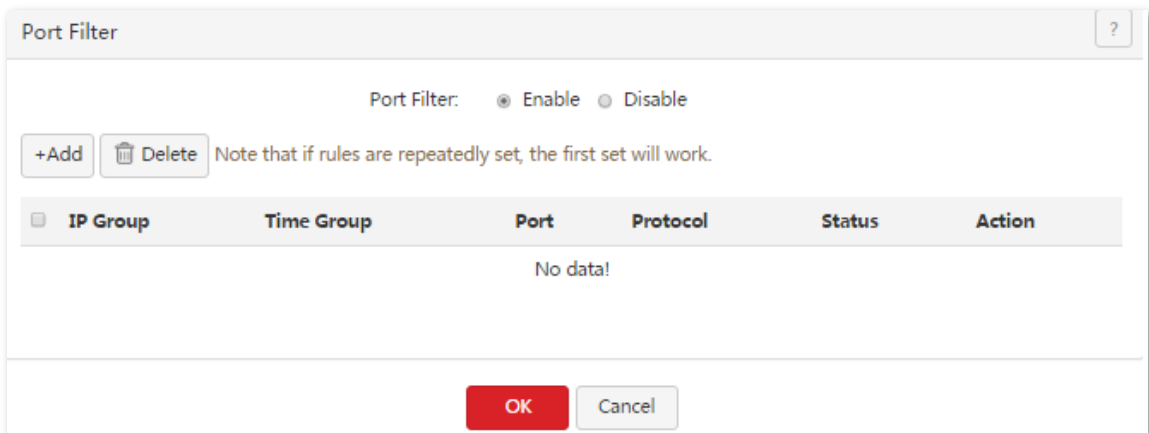 Port Filter
?
Port Filter: Enable Disable
+Add Delete Note that if rules are repeatedly set, the first set will work.
IP Group Time Group Port Protocol Status Action
No data!
OK Cancel